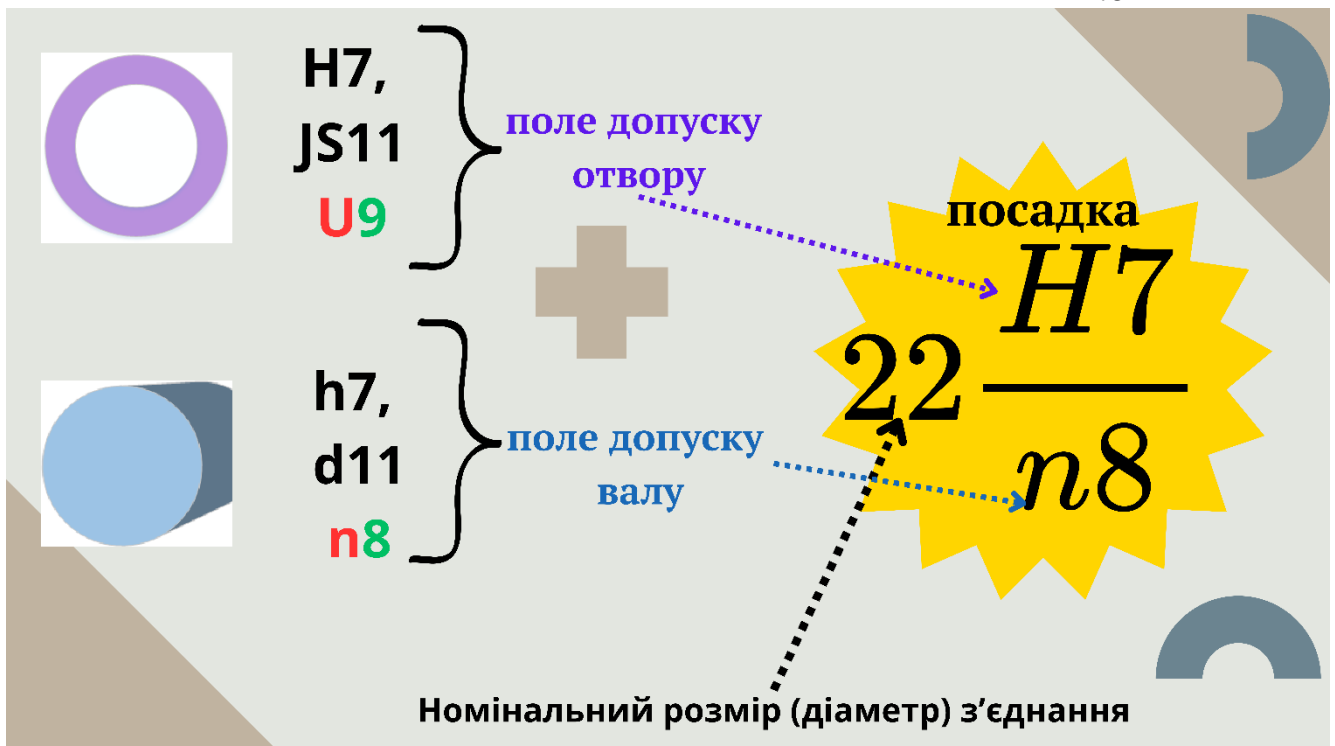 H7,
JS11
U9
поле допуску
отвору
h7,
d11
n8
поле допуску
валу
посадка
22 H7
n8
Номінальний розмір (діаметр) з’єднання